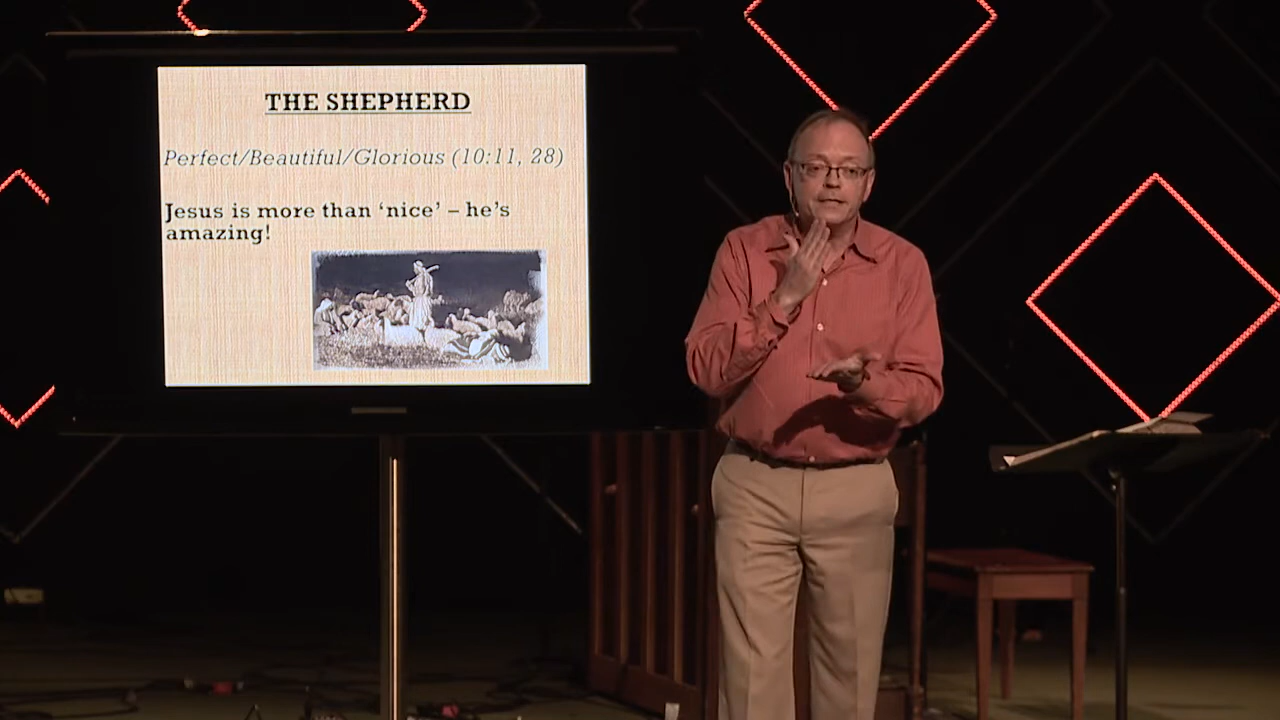 THE SHEPHERD
Perfect/Beautiful/Glorious (10:11, 28)
Jesus is more than ‘nice’ – he’s
amazing!